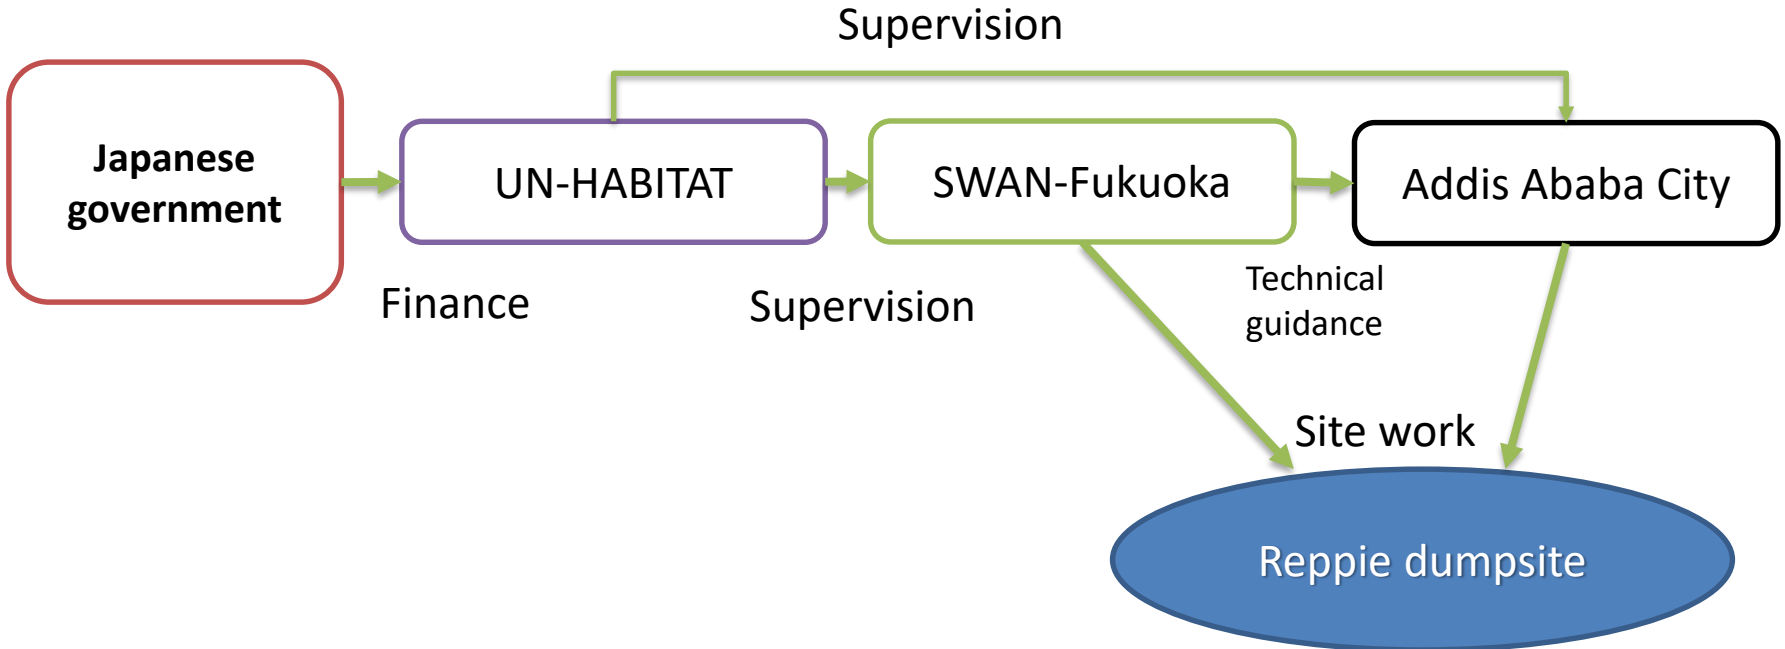 Supervision
Japanese
government
UN-HABITAT
SWAN-Fukuoka
Addis Ababa City
Finance
Supervision
Technical
guidance
Site work
Reppie dumpsite